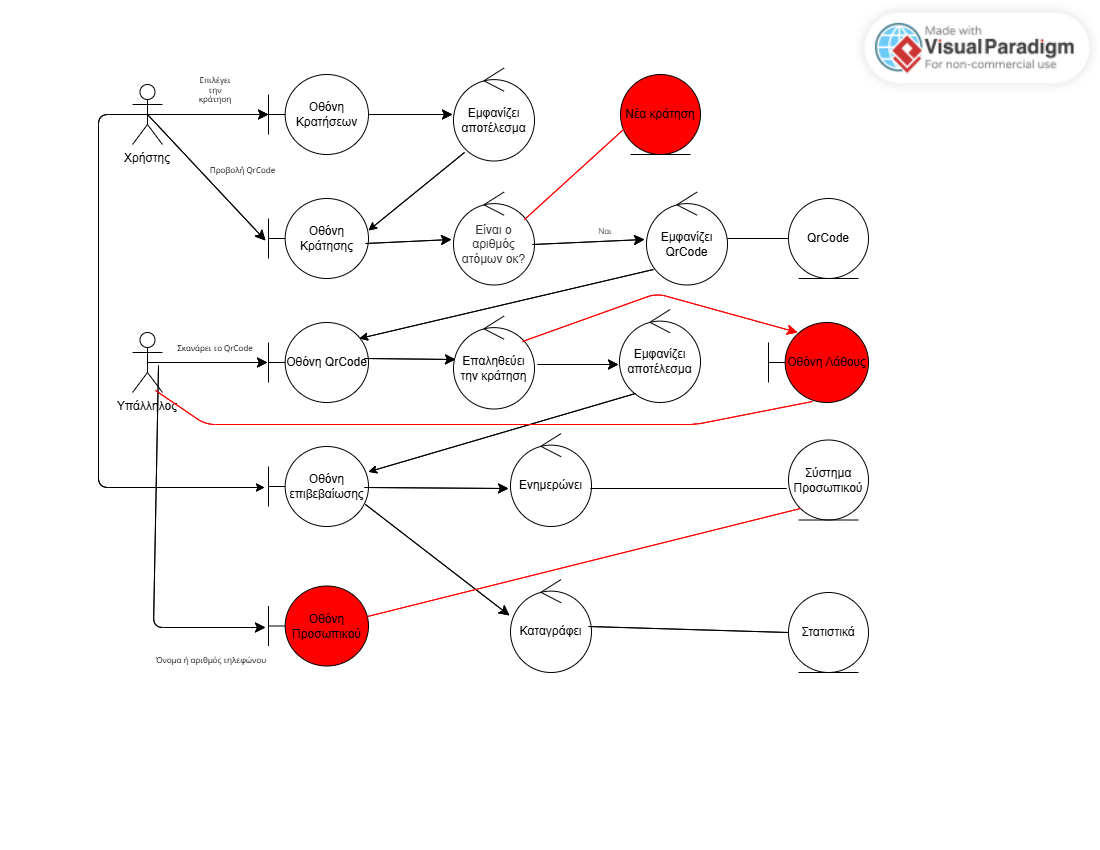 Made with
Visual Paradigm
For non-commercial use
Επιλέγει
την
κράτηση
Οθόνη
Κρατήσεων
Εμφανίζει
αποτέλεσμα
Νέα κράτηση
Χρήστης
Προβολή QrCode
Οθόνη
Κράτησης
Είναι ο
αριθμός
ατόμων οκ?
Ναι
Εμφανίζει
QrCode
QrCode
Σκανάρει το QrCode
Οθόνη QrCode
Επαληθεύει
την κράτηση
Εμφανίζει
αποτέλεσμα
Οθόνη Λάθους
Υπάλληλος
Οθόνη
επιβεβαίωσης
Ενημερώνει
Σύστημα
Προσωπικού
Οθόνη
Προσωπικού
Καταγράφει
Στατιστικά
Όνομα ή αριθμός τηλεφώνου